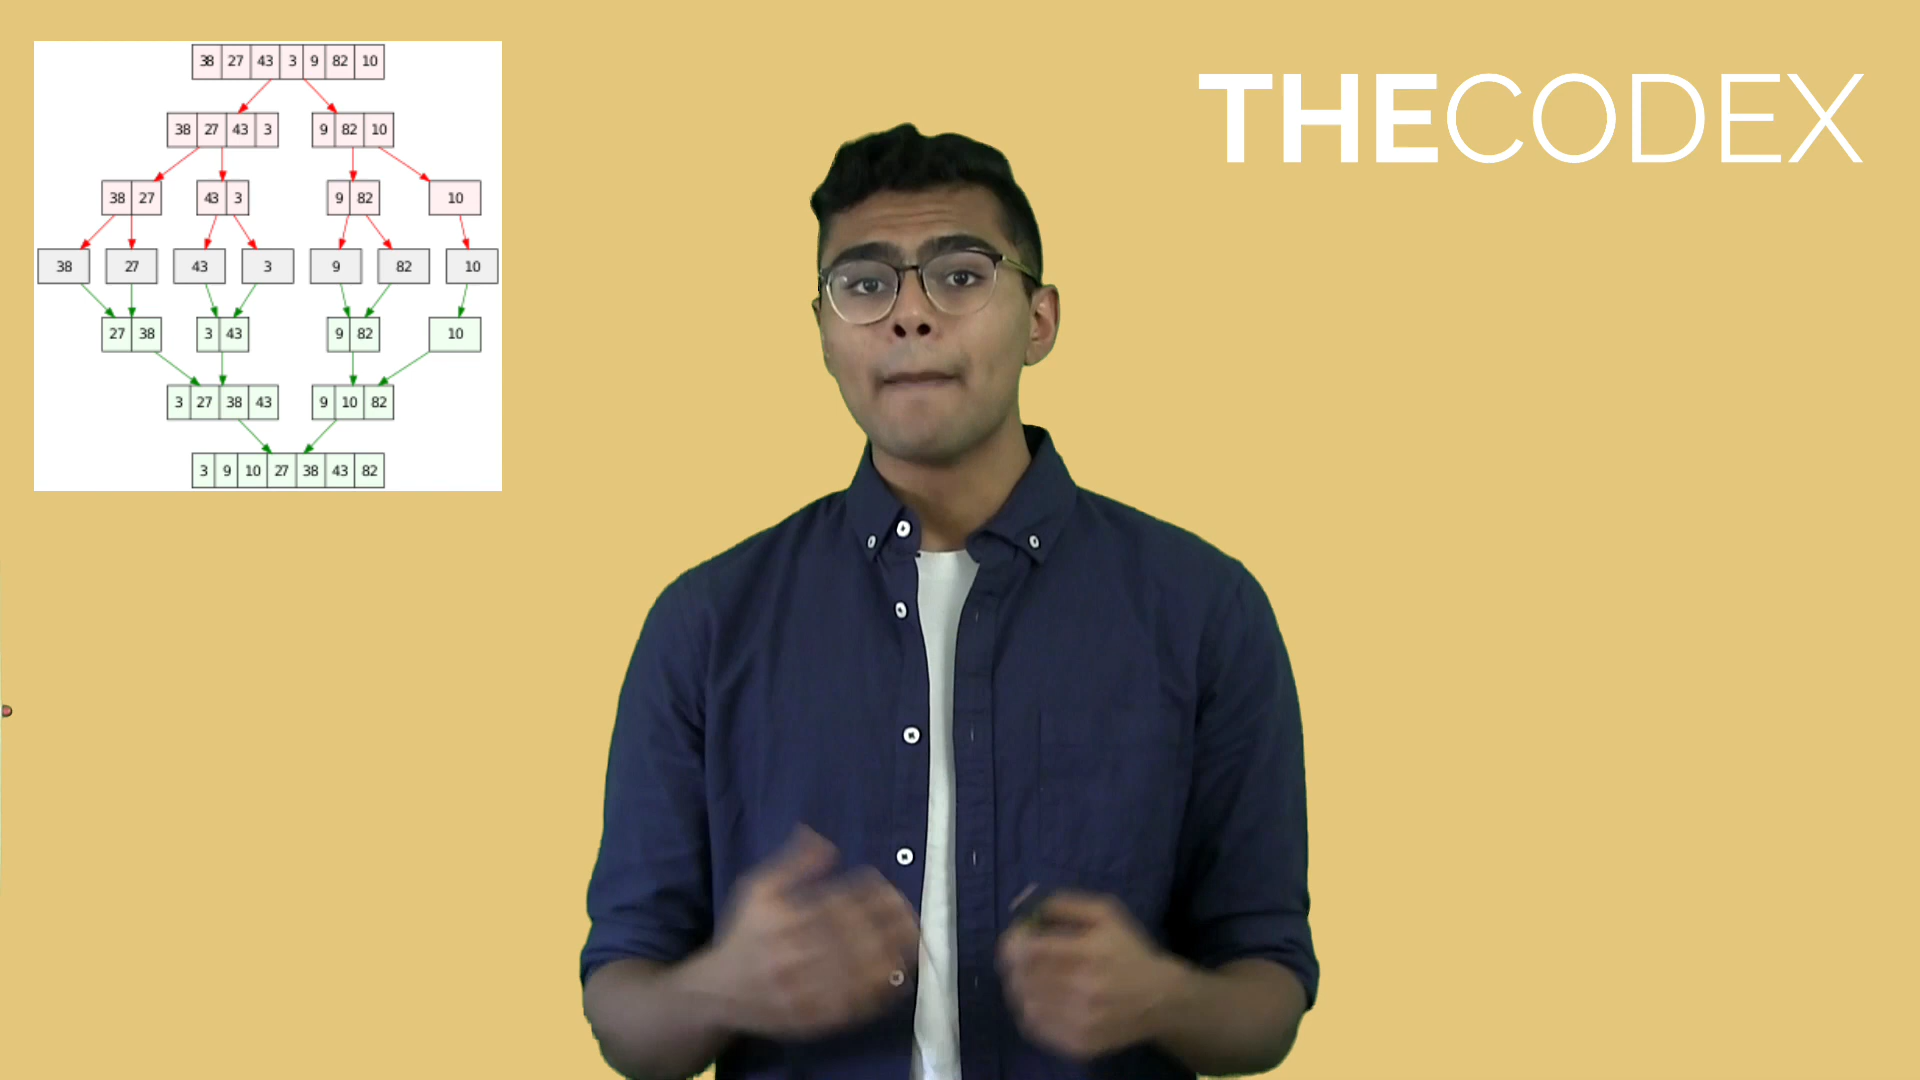 38 27 43 3 9 82 10
38 27 43 3 9 82 10
38 27 43 3 9 82 10
38 27 43 3 9 82 10
27 38 3 43 9 82 10
3 27 38 43 9 10 82
3 9 10 27 38 43 82
THECODEX